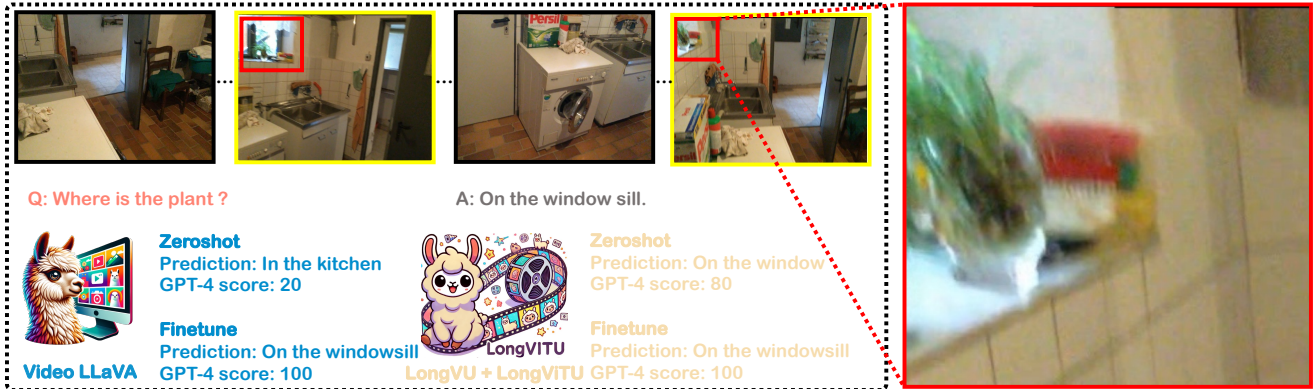 Persil
Q: Where is the plant ?
A: On the window sill.
Zeroshot
Prediction: In the kitchen
GPT-4 score: 20
Finetune
Prediction: On the windowsill
GPT-4 score: 100
Video LLaVA
Zeroshot
Prediction: On the window
GPT-4 score: 80
Finetune
Prediction: On the windowsill
GPT-4 score: 100
LongVITU
LongVU + LongViTU